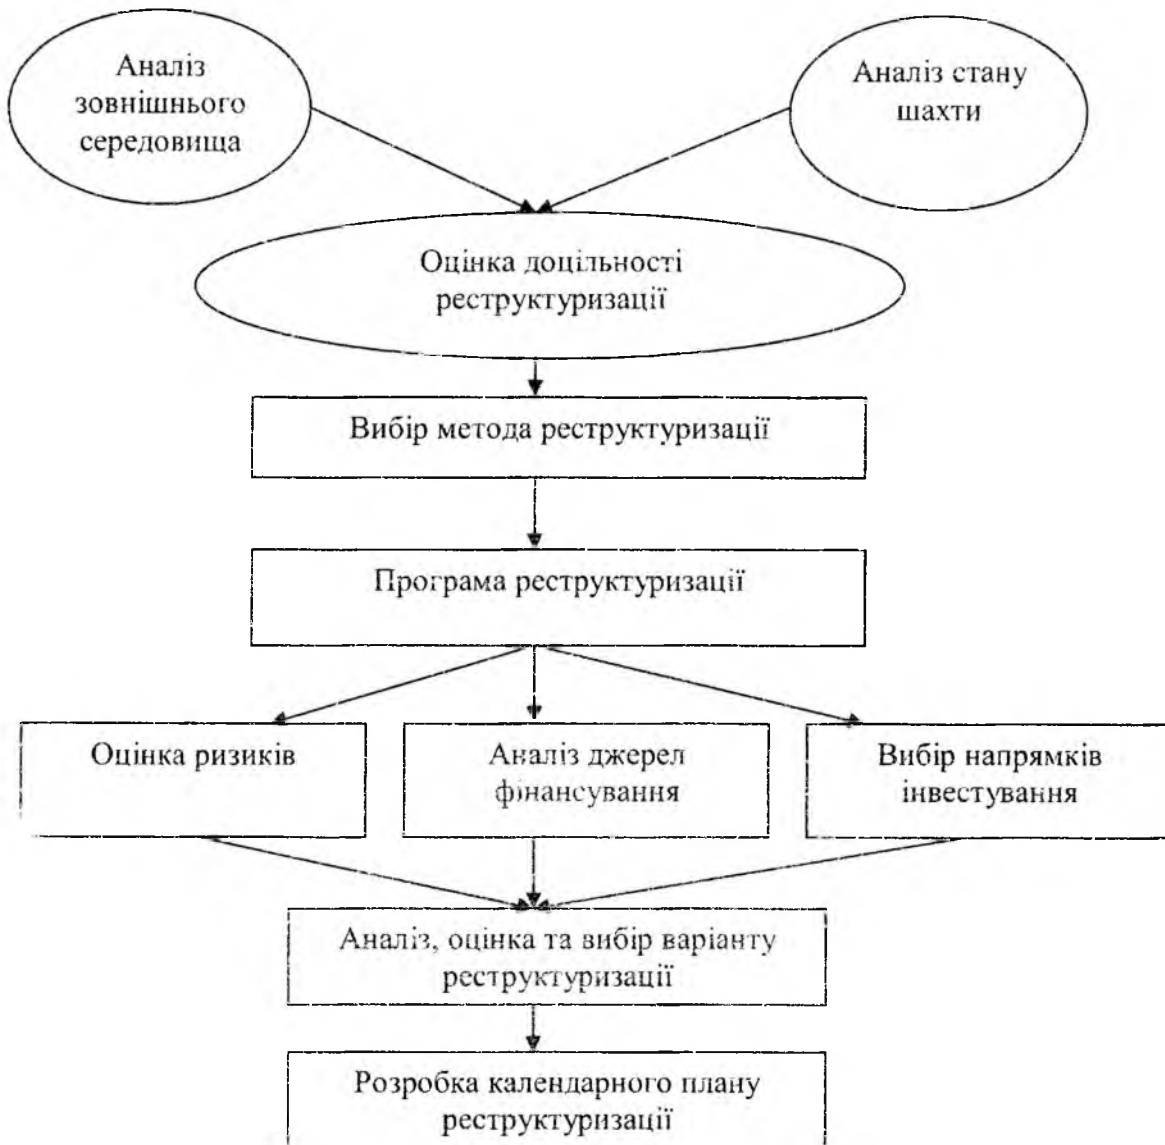 Аналіз
зовнішнього
середовища
Аналіз стану
шахти
Оцінка доцільності
реструктуризації
Вибір метода реструктуризації
Програма реструктуризації
Оцінка ризиків
Аналіз джерел
фінансування
Вибір напрямків
інвестування
Аналіз, оцінка та вибір варіанту
реструктуризації
Розробка календарного плану
реструктуризації